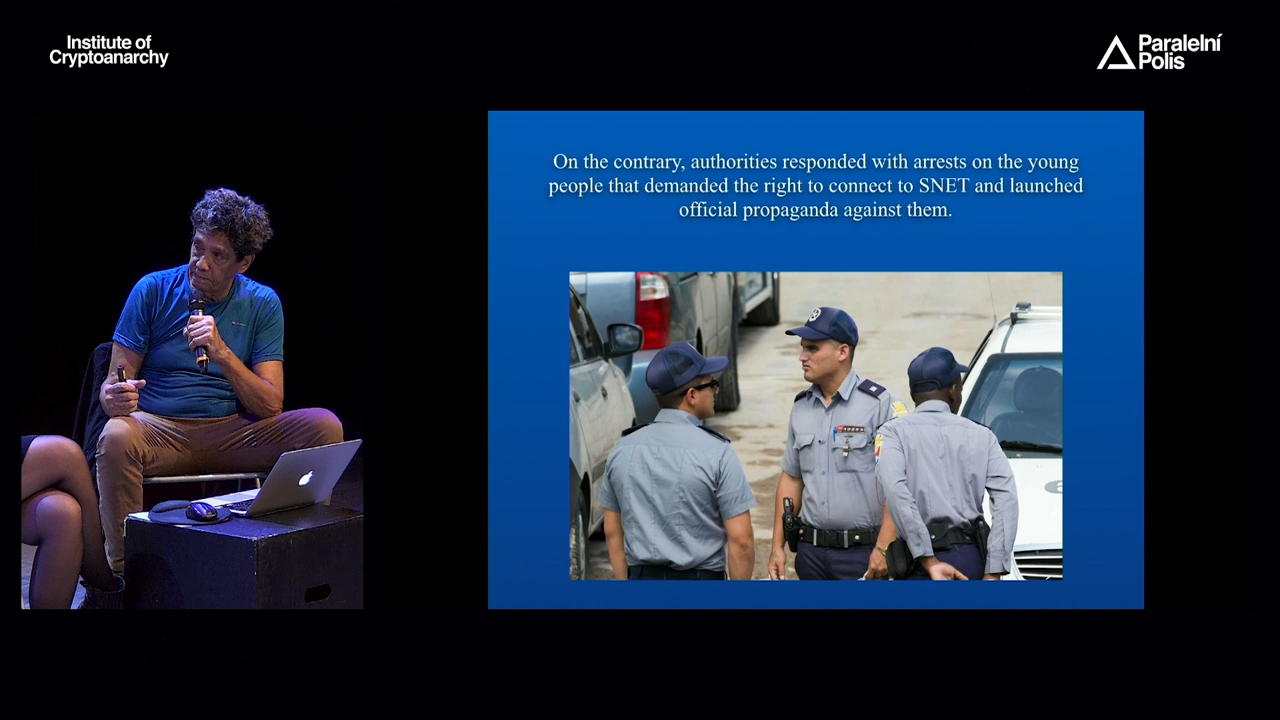 Institute of
Cryptoanarchy
Paralelní
Polis
On the contrary, authorities responded with arrests on the young
people that demanded the right to connect to SNET and launched
official propaganda against them.